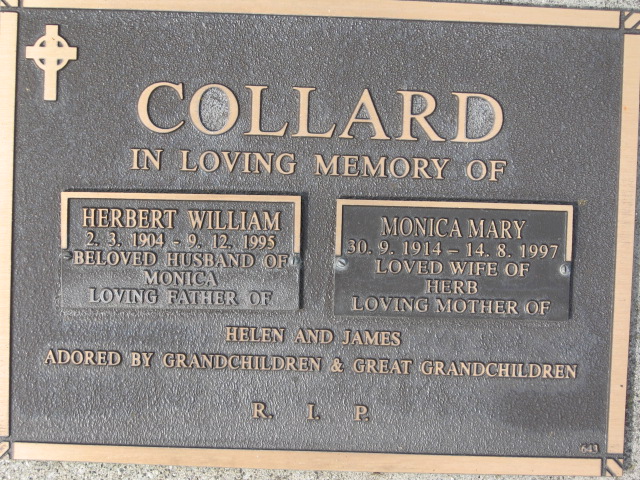 COLLARD
IN LOVING MEMORY OF
HERBERT WILLIAM
2. 3. 1904 - 9. 12. 1995
BELOVED HUSBAND OF
MONICA
LOVING FATHER OF
MONICA MARY
30. 9. 1914 - 14. 8. 1997
LOVED WIFE OF
HERB
LOVING MOTHER OF
HELEN AND JAMES
ADORED BY GRANDCHILDREN & GREAT GRANDCHILDREN
R. I. P.